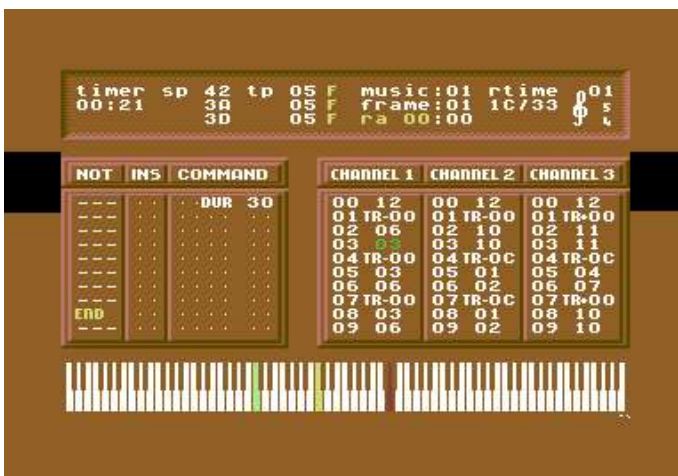 timer sp 42 tp 05 F music:01 rtime 01
00:21 3A 05 F frame:01 1C/33 5
3D 05 F ra 00:00 4
NOT INS COMMAND
--- .. ..DUR 30
--- .. .... ..
--- .. .... ..
--- .. .... ..
--- .. .... ..
--- .. .... ..
--- .. .... ..
--- .. .... ..
END .. .... ..
--- .. .... ..
CHANNEL 1 CHANNEL 2 CHANNEL 3
00 12 00 12 00 12
01 TR-00 01 TR-00 01 TR+00
02 06 02 10 02 11
03 03 03 10 03 11
04 TR-00 04 TR-0C 04 TR-0C
05 03 05 01 05 04
06 06 06 02 06 07
07 TR-00 07 TR-0C 07 TR+00
08 03 08 01 08 10
09 06 09 02 09 10